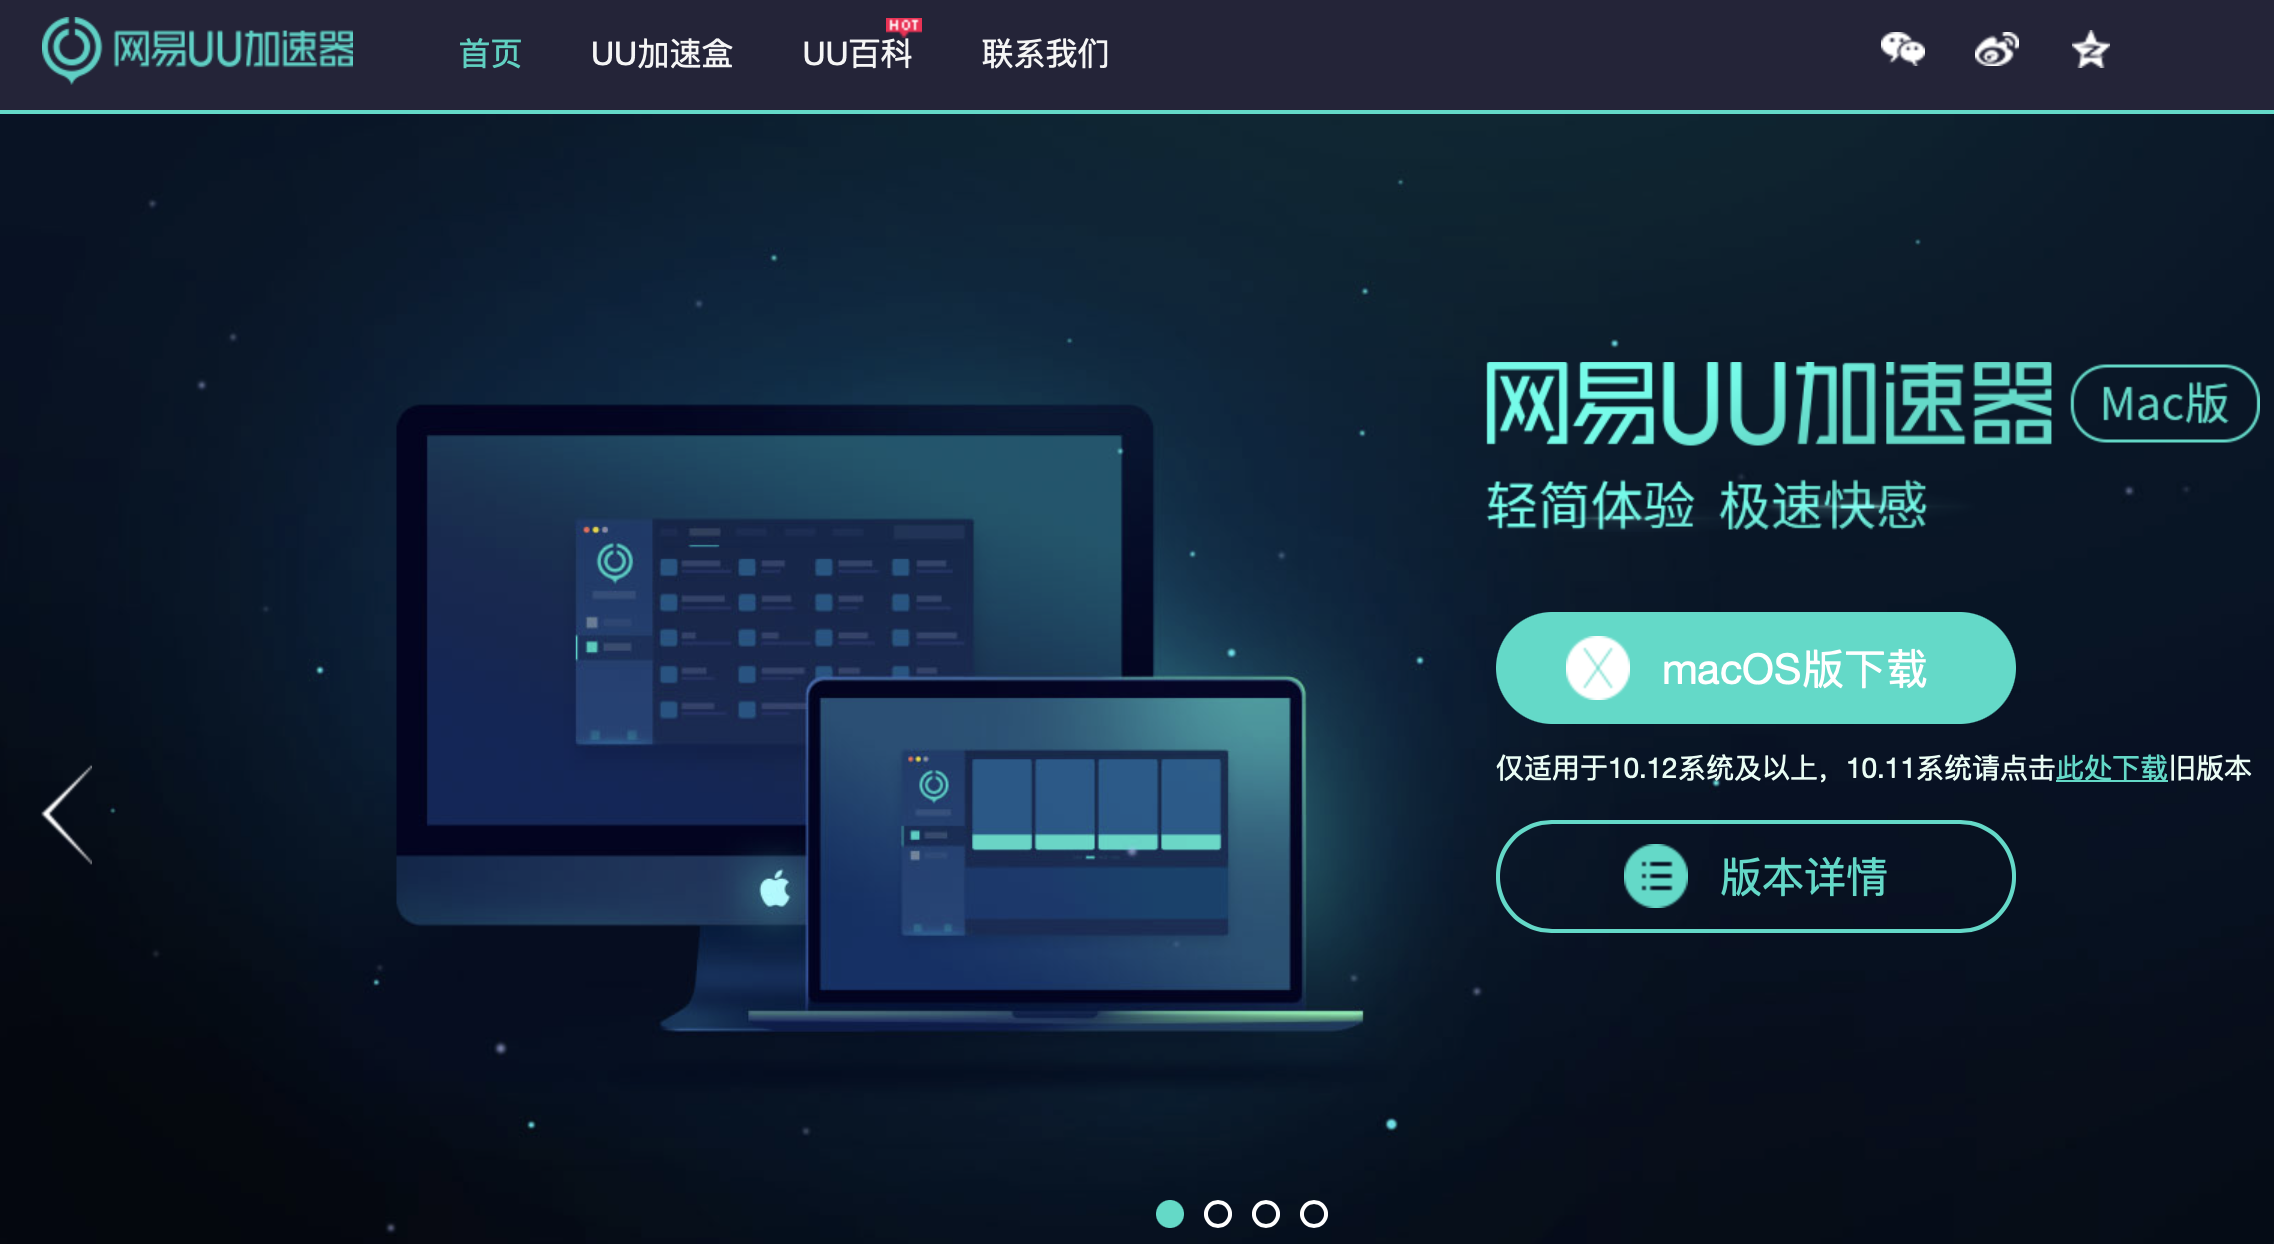 网易UU加速器
首页
UU加速盒
UU百科
HOT
联系我们
网易UU加速器
Mac版
轻简体验 极速快感
macOS版下载
仅适用于10.12系统及以上，10.11系统请点击此处下载旧版本
版本详情